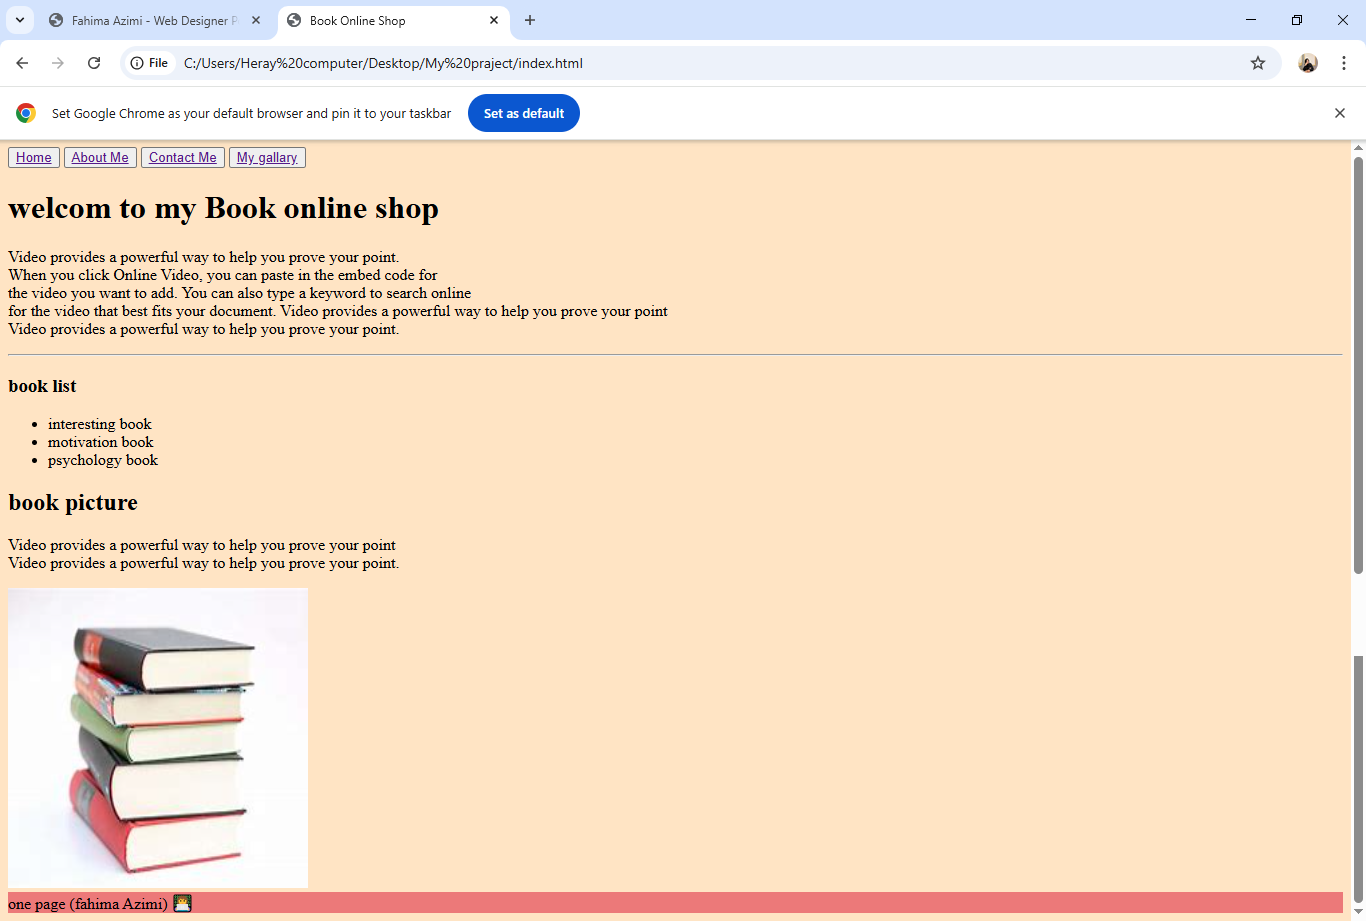 Fahima Azimi - Web Designer P
Book Online Shop
File
C:/Users/Heray%20computer/Desktop/My%20praject/index.html
Set Google Chrome as your default browser and pin it to your taskbar
Set as default
Home About Me Contact Me My gallary
welcom to my Book online shop
Video provides a powerful way to help you prove your point.
When you click Online Video, you can paste in the embed code for
the video you want to add. You can also type a keyword to search online
for the video that best fits your document. Video provides a powerful way to help you prove your point
Video provides a powerful way to help you prove your point.
book list
interesting book
motivation book
psychology book
book picture
Video provides a powerful way to help you prove your point
Video provides a powerful way to help you prove your point.
one page (fahima Azimi)